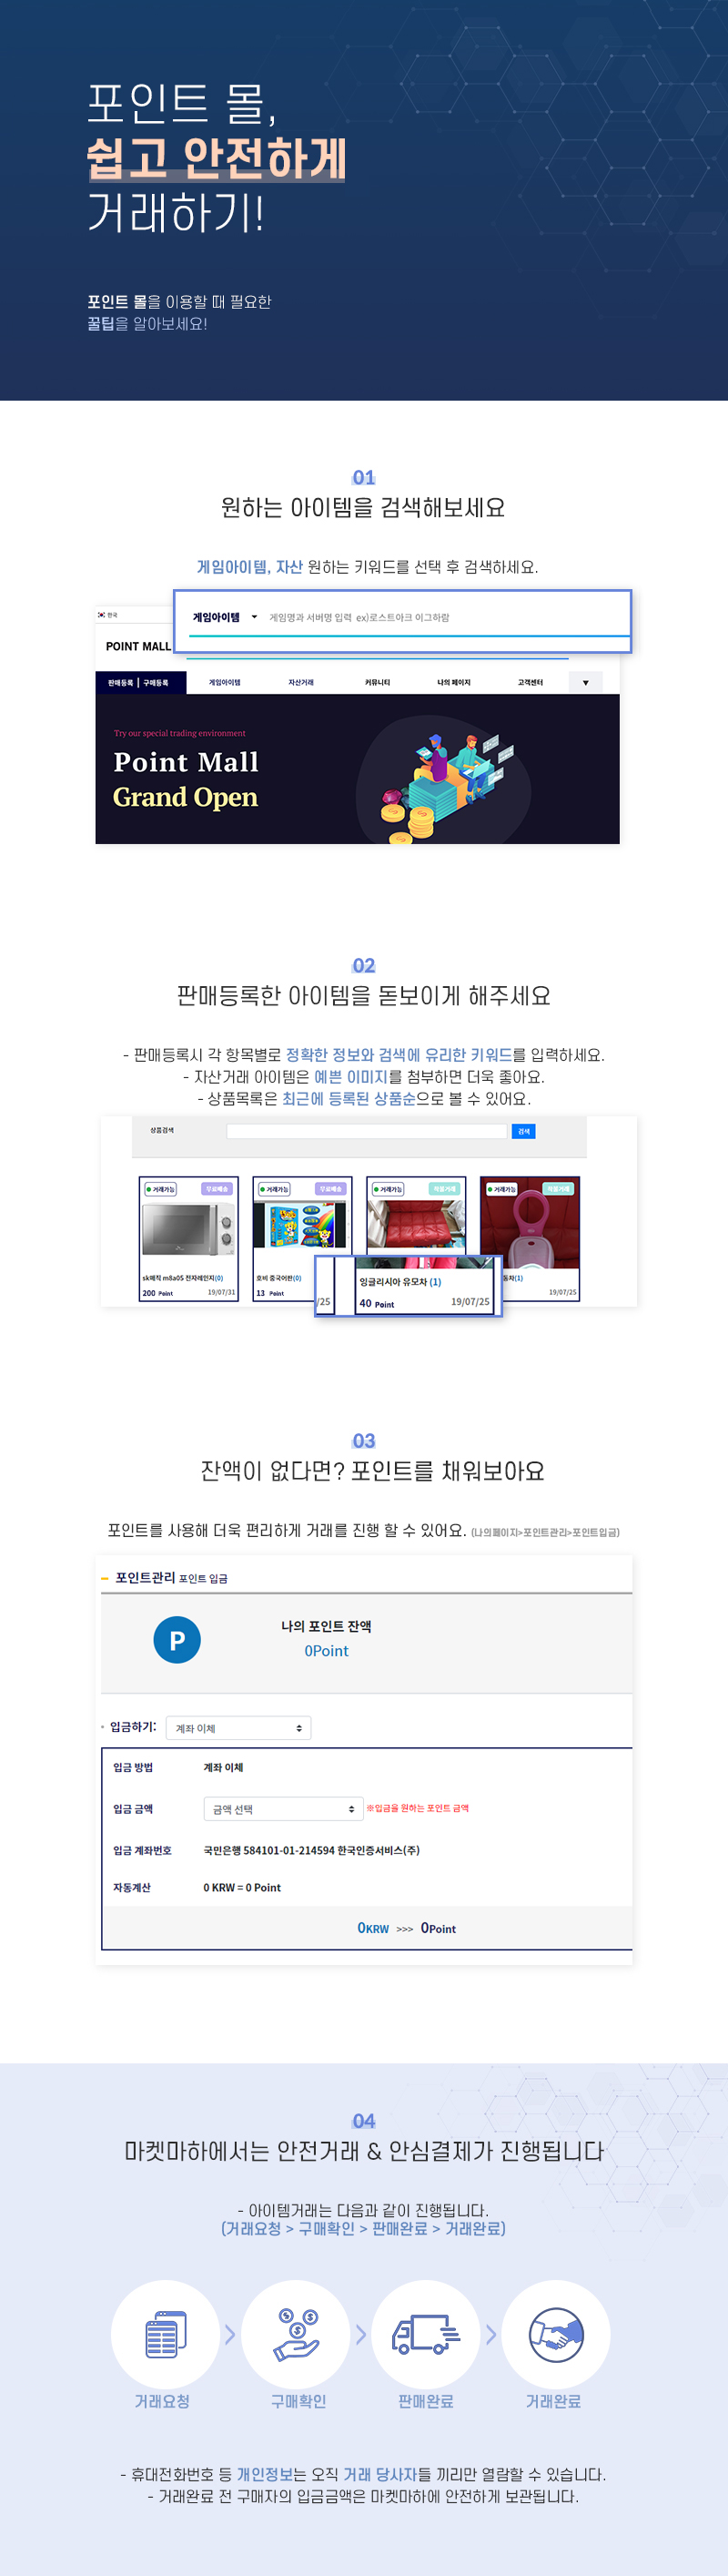 포인트 몰,
쉽고 안전하게
거래하기!
포인트 몰을 이용할 때 필요한
꿀팁을 알아보세요!
01
원하는 아이템을 검색해보세요
게임아이템, 자산 원하는 키워드를 선택 후 검색하세요.
한국
게임아이템 게임명과 서버명 입력 ex)로스트아크 이그하람
POINT MALL
판매등록 | 구매등록 게임아이템 자산거래 커뮤니티 나의 페이지 고객센터 ▼
Try our special trading environment
Point Mall
Grand Open
02
판매등록한 아이템을 돋보이게 해주세요
- 판매등록시 각 항목별로 정확한 정보와 검색에 유리한 키워드를 입력하세요.
- 자산거래 아이템은 예쁜 이미지를 첨부하면 더욱 좋아요.
- 상품목록은 최근에 등록된 상품순으로 볼 수 있어요.
상품검색 검색
거래가능 무료배송 거래가능 무료배송 거래가능 착불거래 거래가능 착불거래
sk매직 m8a05 전자레인지(0) 호비 중국어판(0) 잉글리시아 유모차 (1) 동차(1)
200 Point 19/07/31 13 Point /25 40 Point 19/07/25 19/07/25
03
잔액이 없다면? 포인트를 채워보아요
포인트를 사용해 더욱 편리하게 거래를 진행 할 수 있어요. (나의페이지>포인트관리>포인트입금)
포인트관리 포인트 입금
P
나의 포인트 잔액
0Point
입금하기: 계좌 이체
입금 방법 계좌 이체
입금 금액 금액 선택 ※입금을 원하는 포인트 금액
입금 계좌번호 국민은행 584101-01-214594 한국인증서비스(주)
자동계산 0 KRW = 0 Point
0KRW >>> 0Point
04
마켓마하에서는 안전거래 & 안심결제가 진행됩니다
- 아이템거래는 다음과 같이 진행됩니다.
(거래요청 > 구매확인 > 판매완료 > 거래완료)
거래요청 구매확인 판매완료 거래완료
- 휴대전화번호 등 개인정보는 오직 거래 당사자들 끼리만 열람할 수 있습니다.
- 거래완료 전 구매자의 입금금액은 마켓마하에 안전하게 보관됩니다.